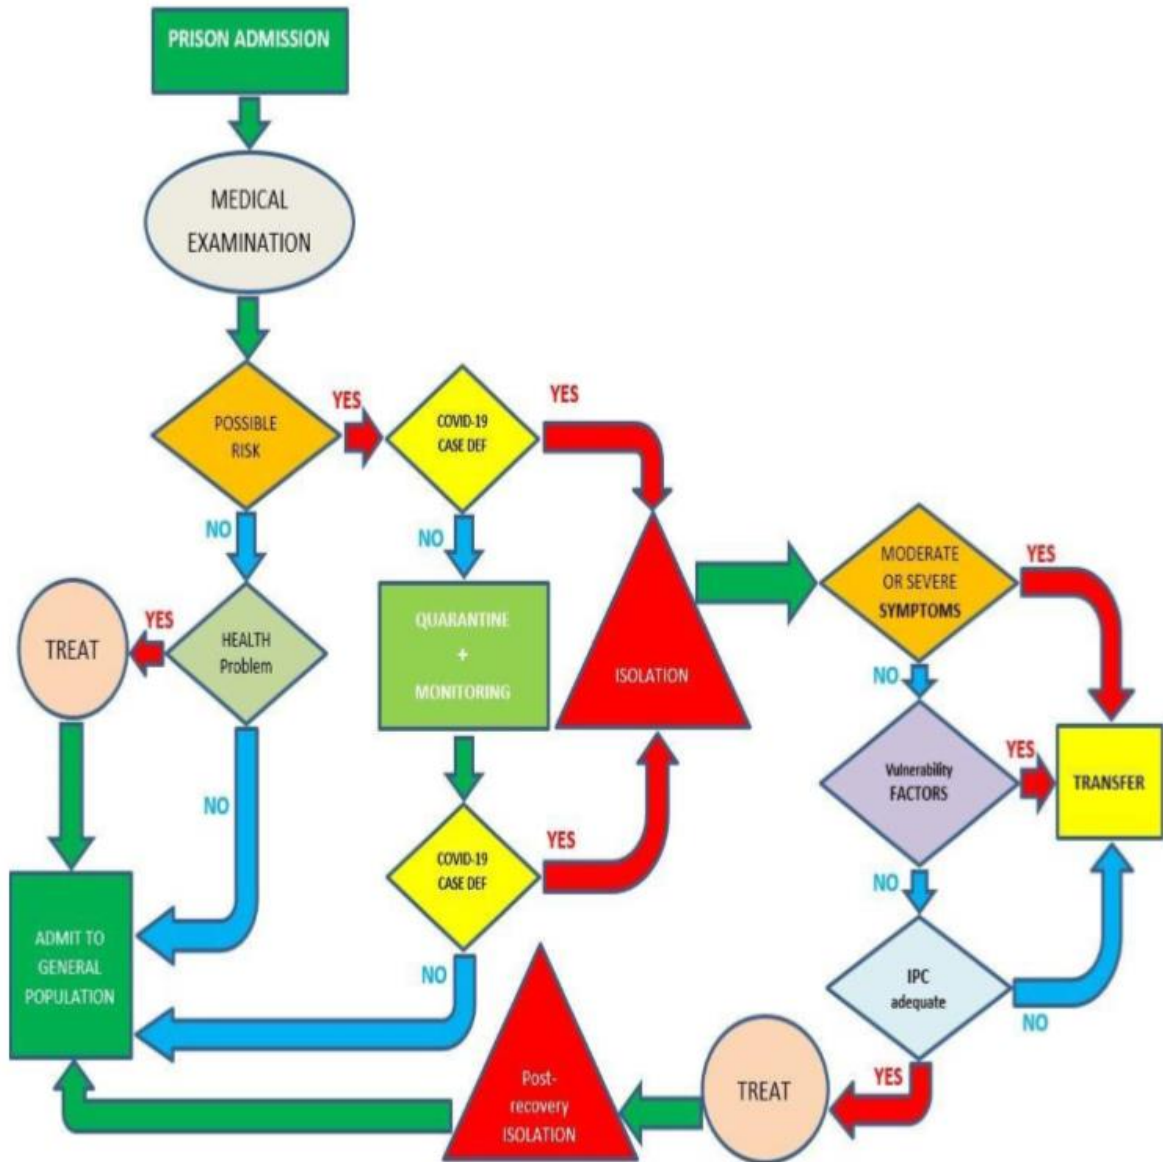 PRISON ADMISSION
MEDICAL
EXAMINATION
POSSIBLE
RISK
YES
COVID-19
CASE DEF
YES
NO
NO
MODERATE
OR SEVERE
SYMPTOMS
YES
TREAT
YES
HEALTH
Problem
QUARANTINE
+
MONITORING
ISOLATION
NO
Vulnerability
FACTORS
YES
TRANSFER
NO
COVID-19
CASE DEF
YES
NO
ADMIT TO
GENERAL
POPULATION
NO
IPC
adequate
NO
YES
TREAT
Post-
recovery
ISOLATION